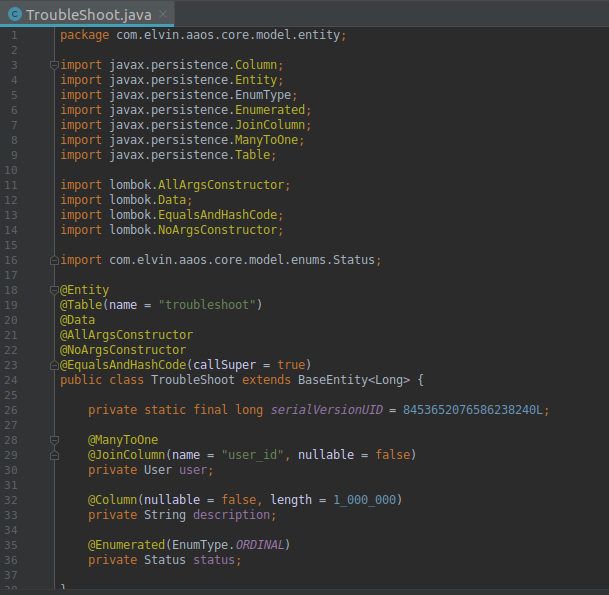 TroubleShoot.java
1 package com.elvin.aaos.core.model.entity;
2
3 import javax.persistence.Column;
4 import javax.persistence.Entity;
5 import javax.persistence.EnumType;
6 import javax.persistence.Enumerated;
7 import javax.persistence.JoinColumn;
8 import javax.persistence.ManyToOne;
9 import javax.persistence.Table;
10
11 import lombok.AllArgsConstructor;
12 import lombok.Data;
13 import lombok.EqualsAndHashCode;
14 import lombok.NoArgsConstructor;
15
16 import com.elvin.aaos.core.model.enums.Status;
17
18 @Entity
19 @Table(name = "troubleshoot")
20 @Data
21 @AllArgsConstructor
22 @NoArgsConstructor
23 @EqualsAndHashCode(callSuper = true)
24 public class TroubleShoot extends BaseEntity<Long> {
25
26 private static final long serialVersionUID = 8453652076586238240L;
27
28 @ManyToOne
29 @JoinColumn(name = "user_id", nullable = false)
30 private User user;
31
32 @Column(nullable = false, length = 1_000_000)
33 private String description;
34
35 @Enumerated(EnumType.ORDINAL)
36 private Status status;
37
38 }